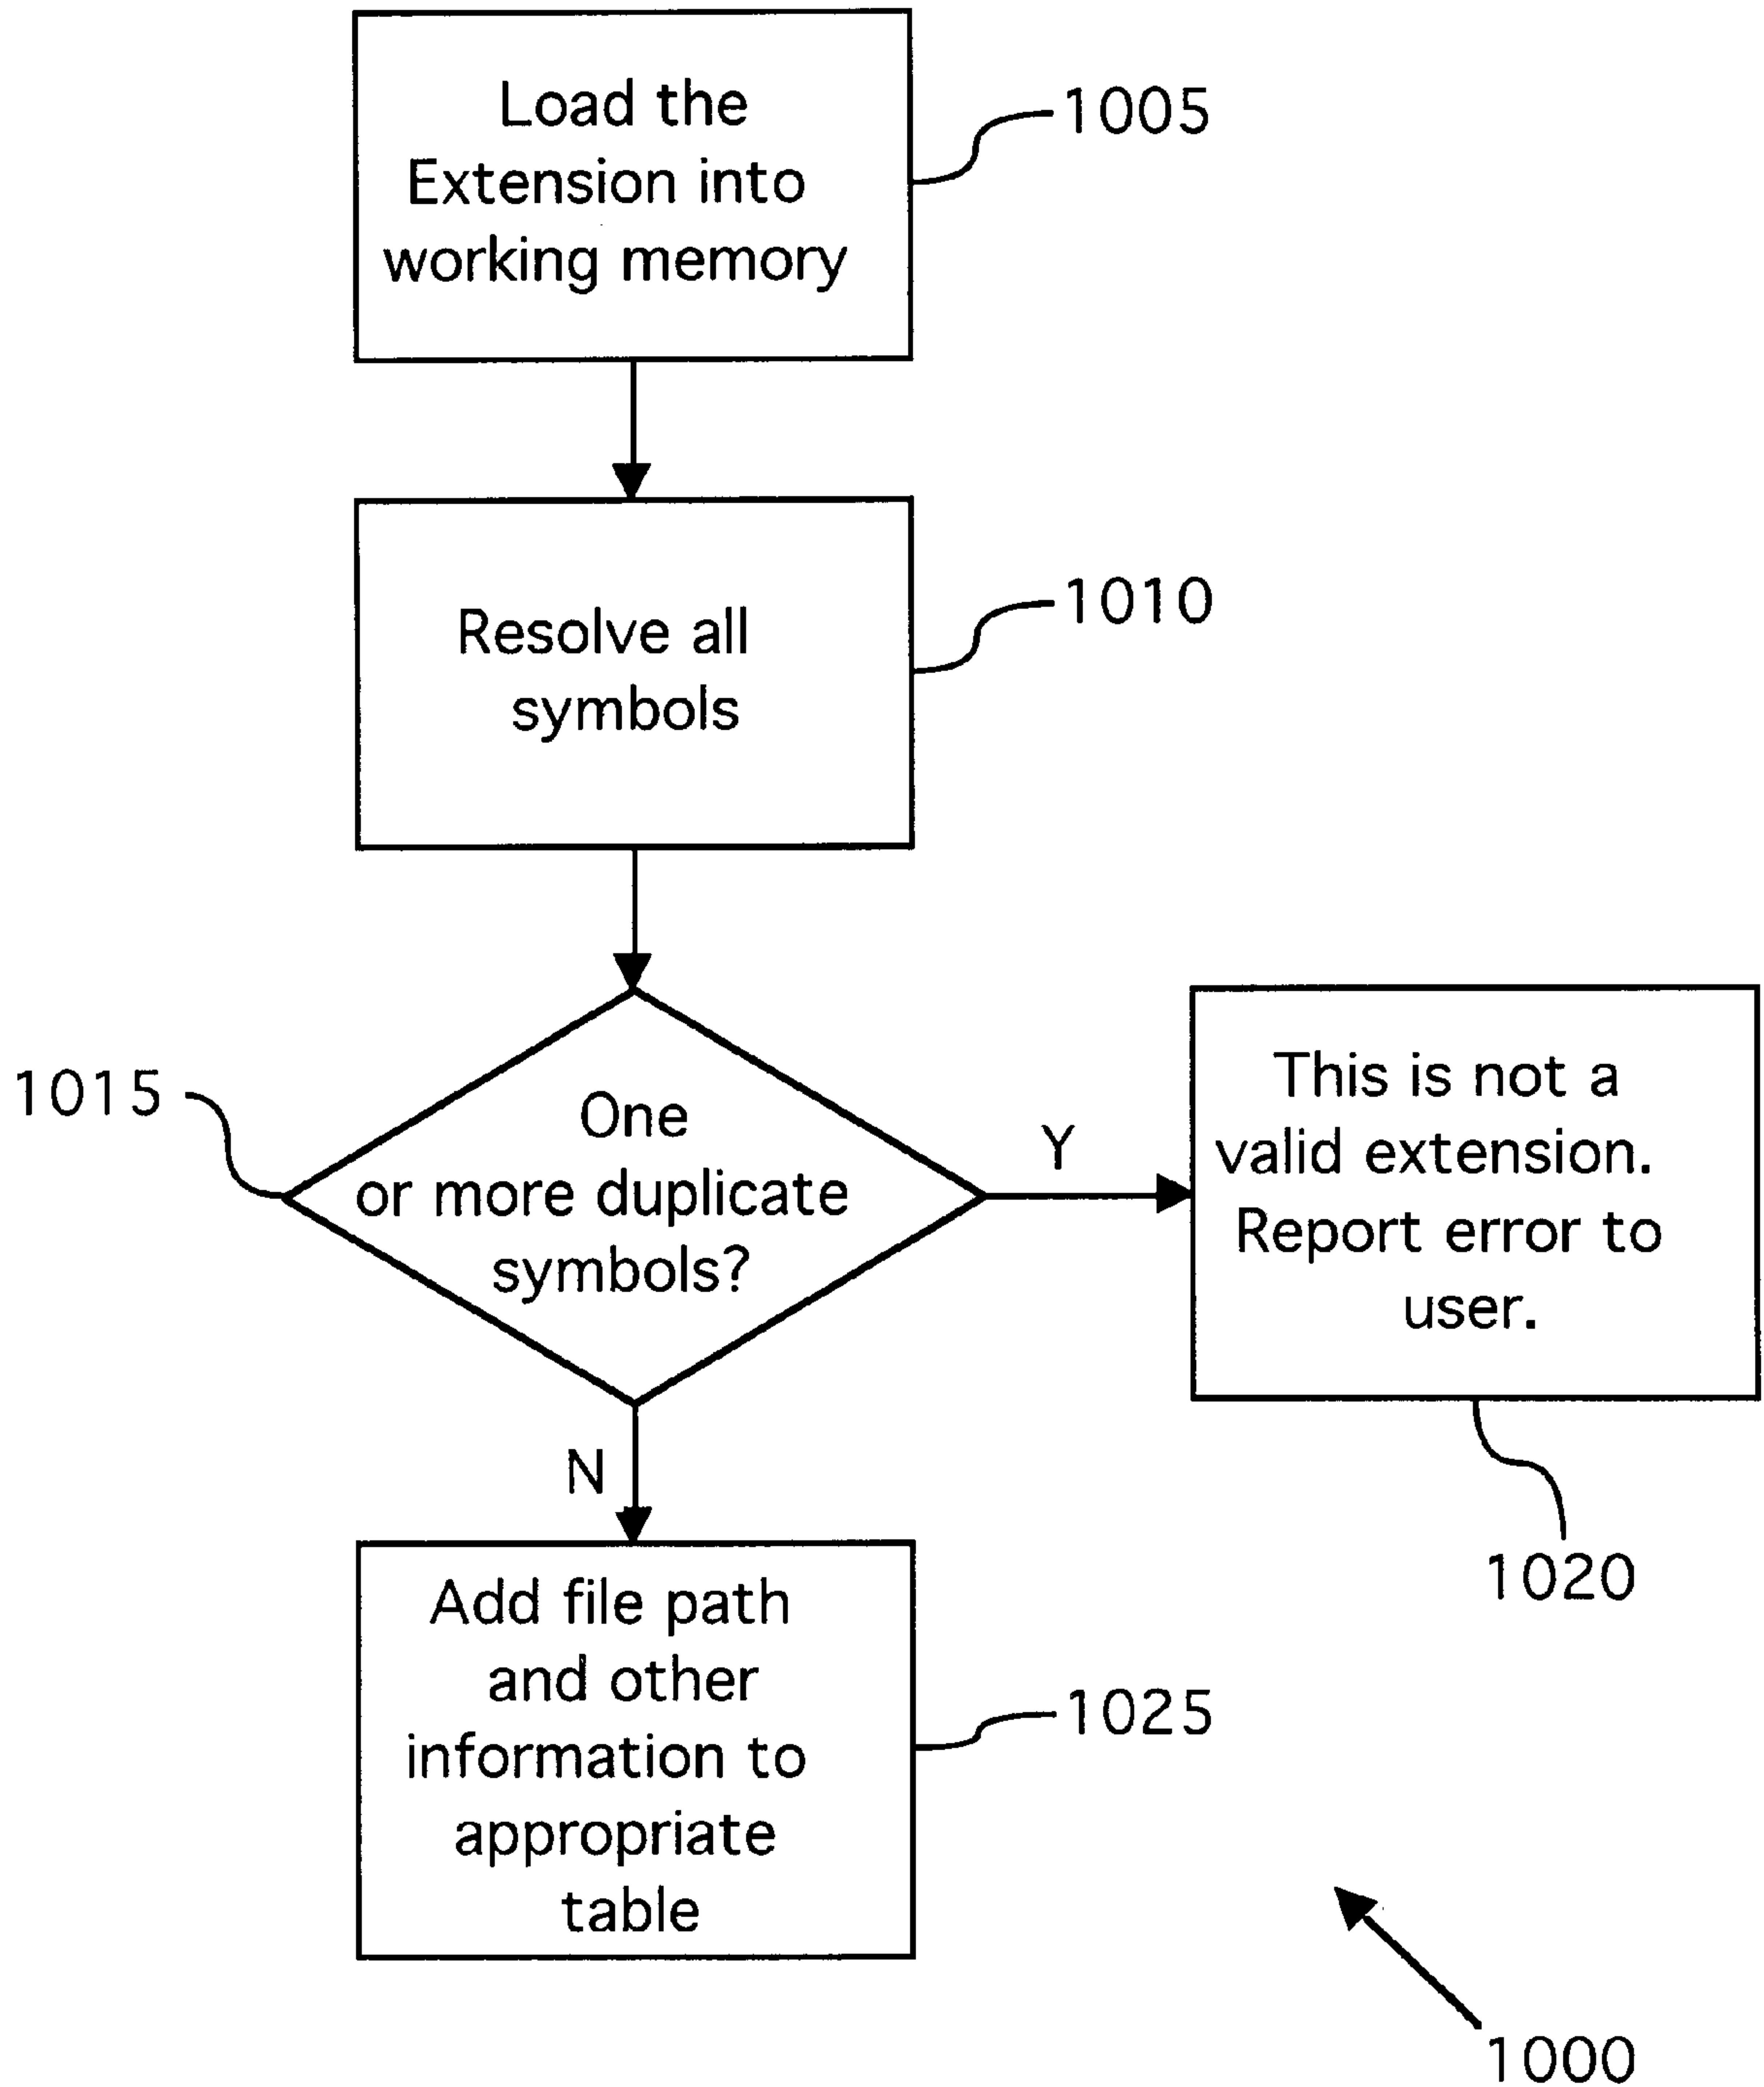 Load the
Extension into
working memory
1005
Resolve all
symbols
1010
1015
One
or more duplicate
symbols?
Y
This is not a
valid extension.
Report error to
user.
1020
N
Add file path
and other
information to
appropriate
table
1025
1000